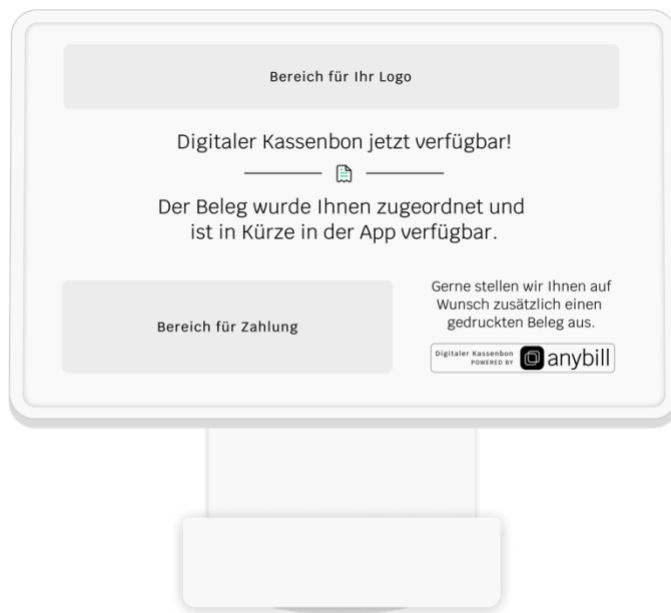 Bereich für Ihr Logo
Digitaler Kassenbon jetzt verfügbar!
Der Beleg wurde Ihnen zugeordnet und
ist in Kürze in der App verfügbar.
Bereich für Zahlung
Gerne stellen wir Ihnen auf
Wunsch zusätzlich einen
gedruckten Beleg aus.
Digitaler Kassenbon
POWERED BY
anybill